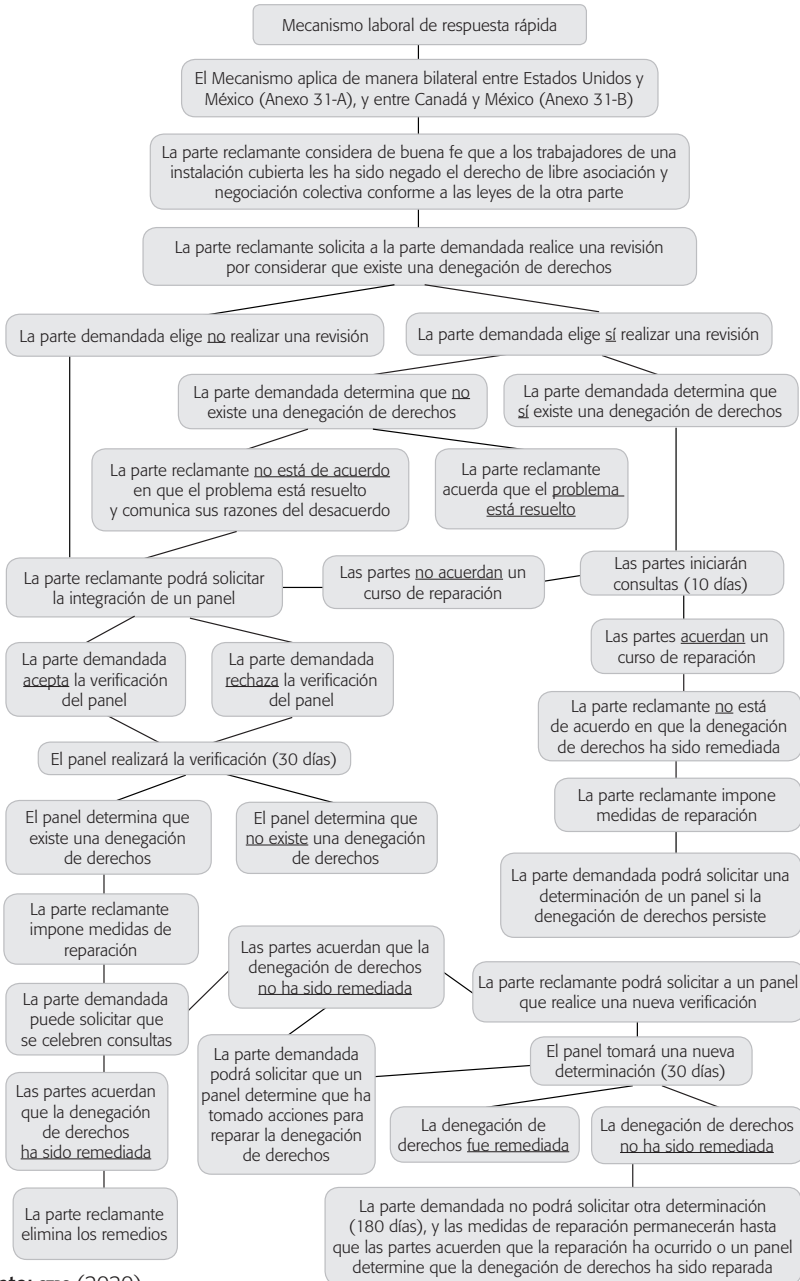 Mecanismo laboral de respuesta rápida
El Mecanismo aplica de manera bilateral entre Estados Unidos y
México (Anexo 31-A), y entre Canadá y México (Anexo 31-B)
La parte reclamante considera de buena fe que a los trabajadores de una
instalación cubierta les ha sido negado el derecho de libre asociación y
negociación colectiva conforme a las leyes de la otra parte
La parte reclamante solicita a la parte demandada realice una revisión
por considerar que existe una denegación de derechos
La parte demandada elige no realizar una revisión
La parte demandada elige sí realizar una revisión
La parte demandada determina que no
existe una denegación de derechos
La parte demandada determina que
sí existe una denegación de derechos
La parte reclamante no está de acuerdo
en que el problema está resuelto
y comunica sus razones del desacuerdo
La parte reclamante
acuerda que el problema
está resuelto
La parte reclamante podrá solicitar
la integración de un panel
Las partes no acuerdan un
curso de reparación
Las partes iniciarán
consultas (10 días)
Las partes acuerdan un
curso de reparación
La parte demandada
acepta la verificación
del panel
La parte demandada
rechaza la verificación
del panel
La parte reclamante no está
de acuerdo en que la denegación
de derechos ha sido remediada
El panel realizará la verificación (30 días)
La parte reclamante impone
medidas de reparación
El panel determina que
existe una denegación
de derechos
El panel determina que
no existe una denegación
de derechos
La parte demandada podrá solicitar una
determinación de un panel si la
denegación de derechos persiste
La parte reclamante
impone medidas de
reparación
Las partes acuerdan que la
denegación de derechos
no ha sido remediada
La parte reclamante podrá solicitar a un panel
que realice una nueva verificación
La parte demandada
puede solicitar que
se celebren consultas
La parte demandada
podrá solicitar que un
panel determine que ha
tomado acciones para
reparar la denegación
de derechos
El panel tomará una nueva
determinación (30 días)
Las partes acuerdan
que la denegación
de derechos
ha sido remediada
La denegación de
derechos fue remediada
La denegación de derechos
no ha sido remediada
La parte reclamante
elimina los remedios
La parte demandada no podrá solicitar otra determinación
(180 días), y las medidas de reparación permanecerán hasta
que las partes acuerden que la reparación ha ocurrido o un panel
determine que la denegación de derechos ha sido reparada
(2020)